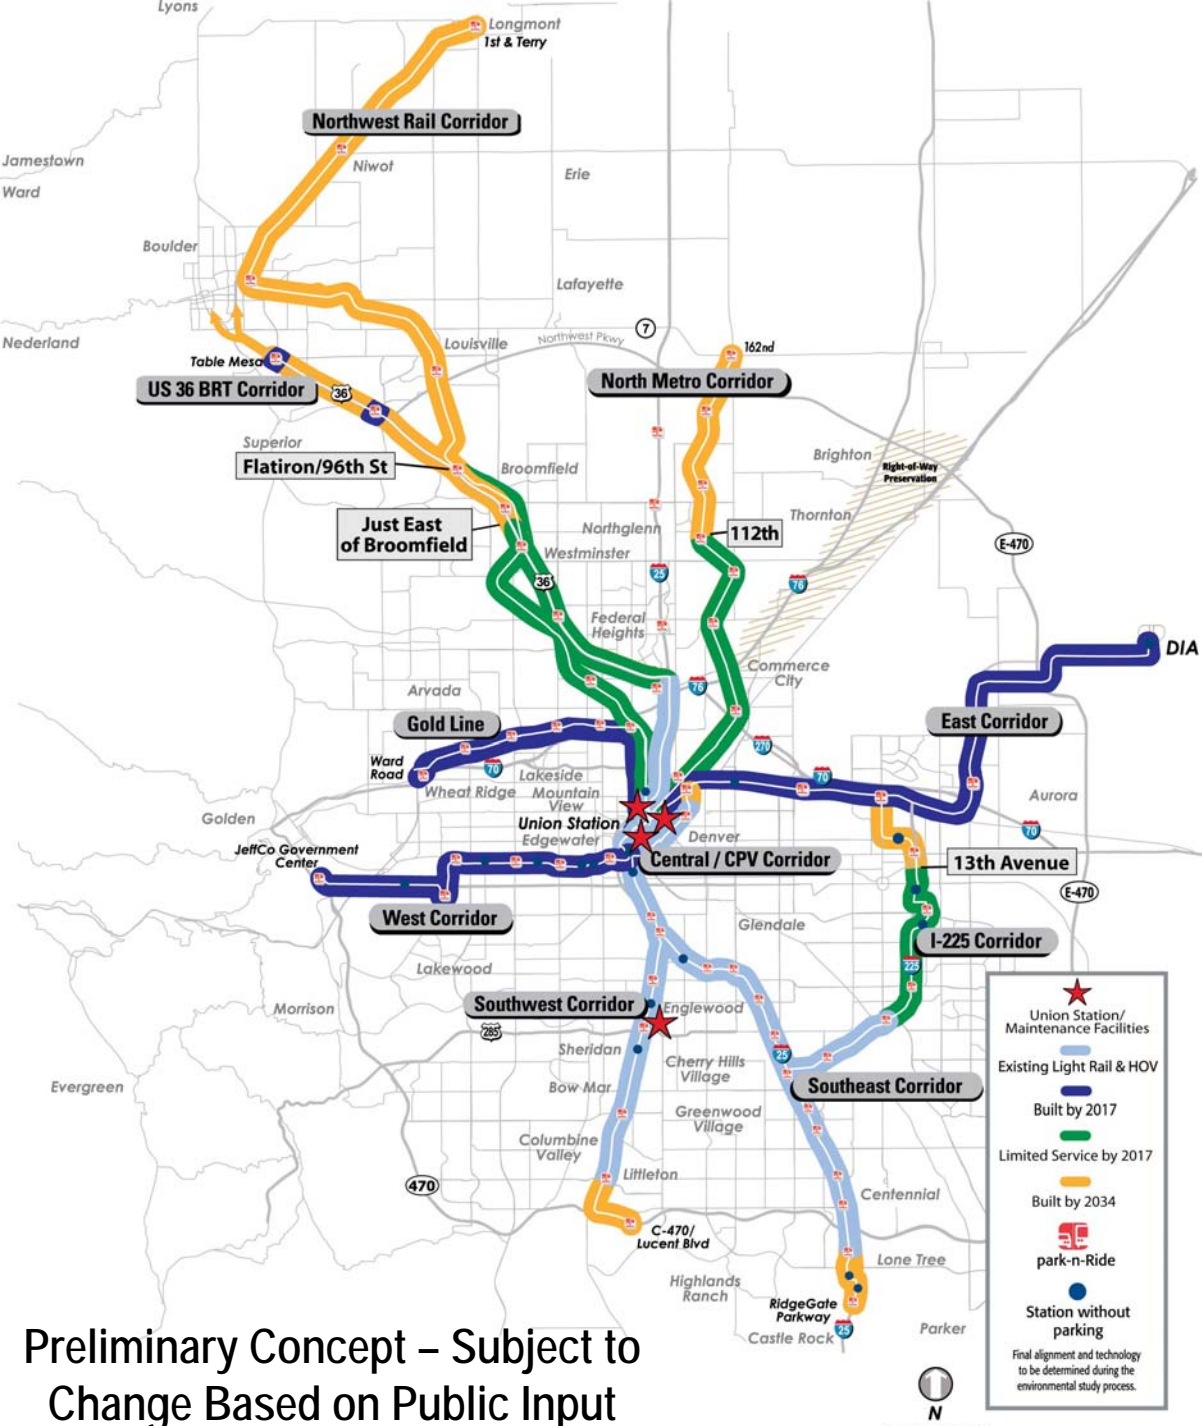 Lyons
Longmont
1st & Terry
Northwest Rail Corridor
Jamestown
Niwot
Erie
Ward
Boulder
Lafayette
Nederland
7
Northwest Pkwy
Louisville
162nd
Table Mesa
US 36 BRT Corridor
36
North Metro Corridor
Superior
Flatiron/96th St
Broomfield
Brighton
Right-of-Way
Preservation
Just East
of Broomfield
Northglenn
Thornton
112th
E-470
Westminster
36
25
76
Federal
Heights
Commerce
City
DIA
76
Arvada
Gold Line
East Corridor
270
Ward
Road
70
Lakeside
70
Wheat Ridge
Mountain
View
Aurora
Golden
Union Station
Edgewater
Denver
70
JeffCo Government
Center
Central / CPV Corridor
13th Avenue
E-470
West Corridor
Glendale
I-225 Corridor
Lakewood
225
Southwest Corridor
Englewood
Morrison
285
Sheridan
25
Cherry Hills
Village
Evergreen
Bow Mar
Southeast Corridor
Greenwood
Village
Columbine
Valley
Littleton
470
Centennial
C-470/
Lucent Blvd
Lone Tree
Highlands
Ranch
RidgeGate
Parkway
25
Castle Rock
Parker
Union Station/
Maintenance Facilities
Existing Light Rail & HOV
Built by 2017
Limited Service by 2017
Built by 2034
park-n-Ride
Station without
parking
Final alignment and technology
to be determined during the
environmental study process.
N
Preliminary Concept – Subject to
Change Based on Public Input